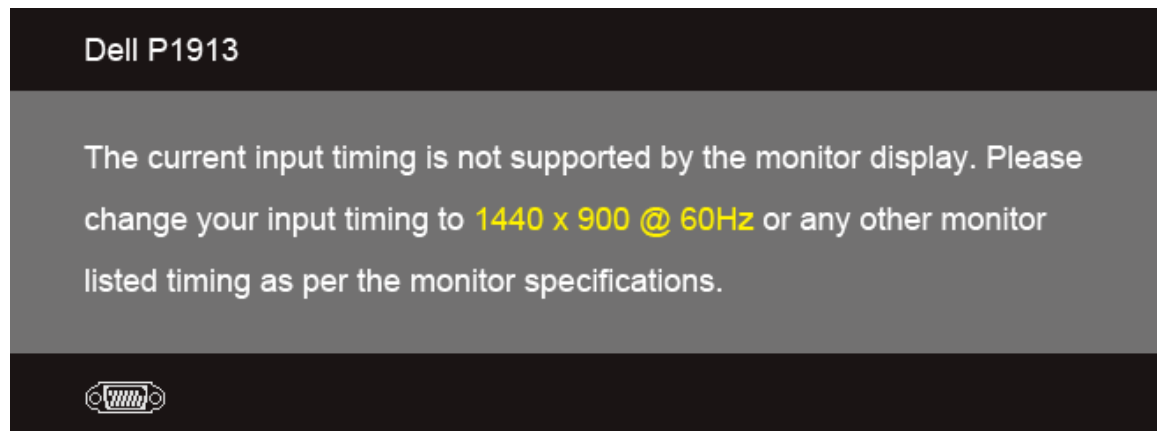 Dell P1913
The current input timing is not supported by the monitor display. Please
change your input timing to 1440 x 900 @ 60Hz or any other monitor
listed timing as per the monitor specifications.